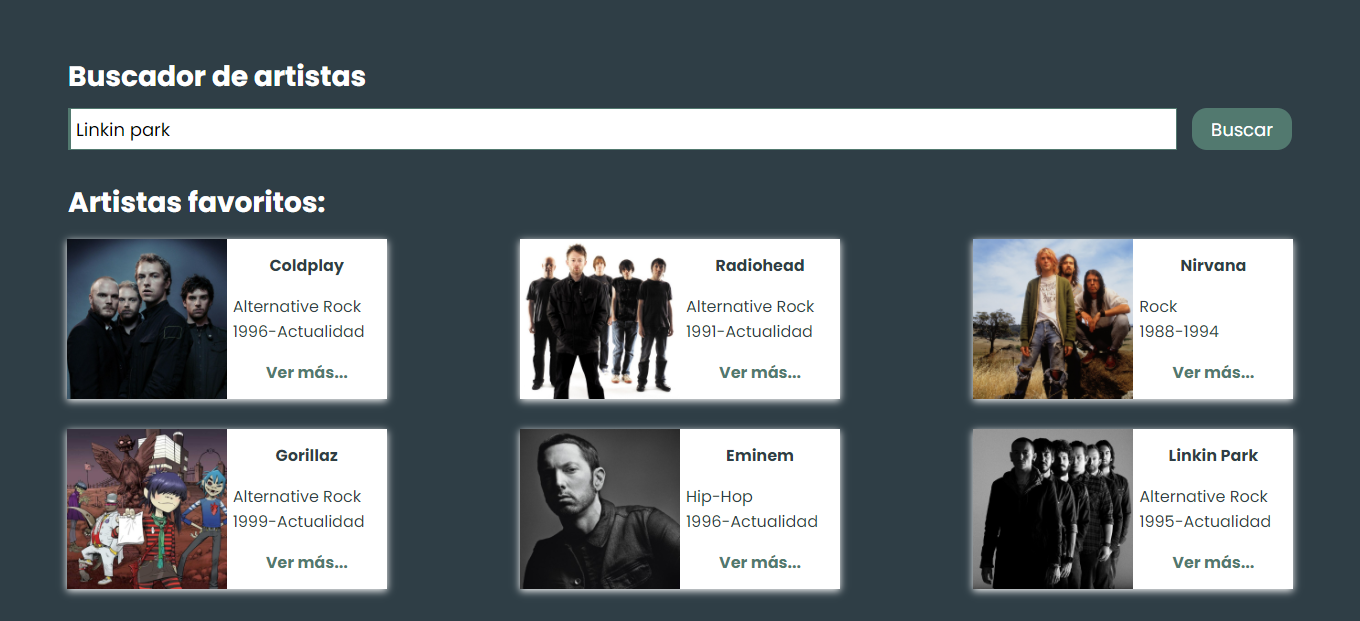 Buscador de artistas
Linkin park
Buscar
Artistas favoritos:
Coldplay
Alternative Rock
1996-Actualidad
Ver más...
Radiohead
Alternative Rock
1991-Actualidad
Ver más...
Nirvana
Rock
1988-1994
Ver más...
Gorillaz
Alternative Rock
1999-Actualidad
Ver más...
Eminem
Hip-Hop
1996-Actualidad
Ver más...
Linkin Park
Alternative Rock
1995-Actualidad
Ver más...